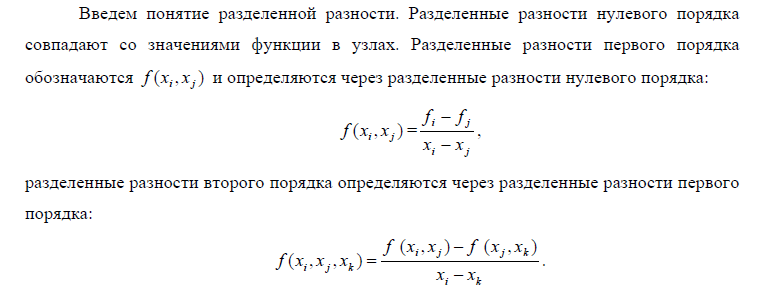 Введем понятие разделенной разности. Разделенные разности нулевого порядка
совпадают со значениями функции в узлах. Разделенные разности первого порядка
обозначаются f(x_i, x_j) и определяются через разделенные разности нулевого порядка:
f(x_i, x_j) = \frac{f_i − f_j}{x_i − x_j},
разделенные разности второго порядка определяются через разделенные разности первого
порядка:
f(x_i, x_j, x_k) = \frac{f(x_i, x_j) − f(x_j, x_k)}{x_i − x_k}.